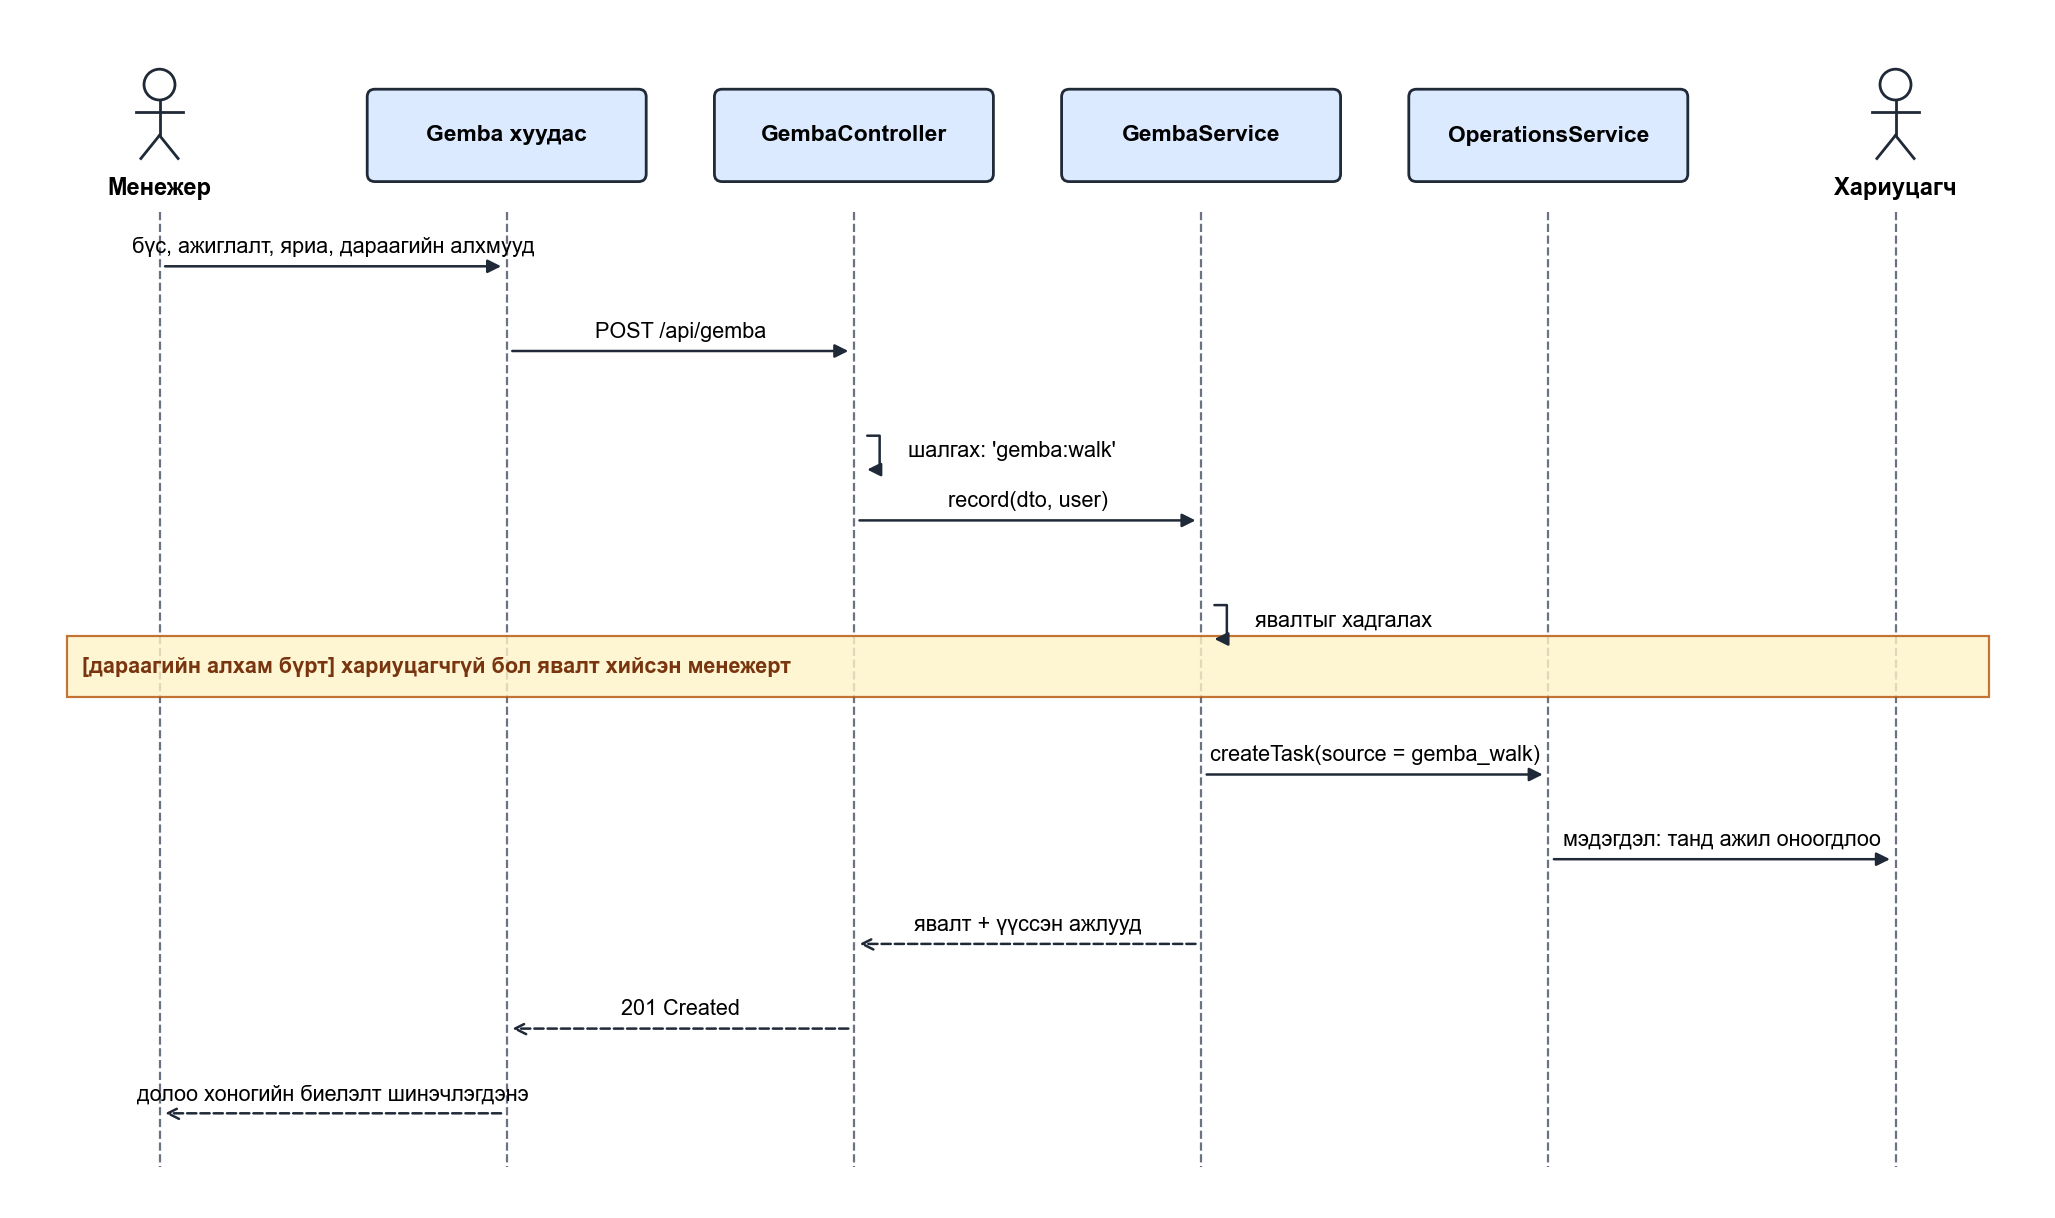 Менежер
Gemba хуудас
GembaController
GembaService
OperationsService
Хариуцагч
бүс, ажиглалт, яриа, дараагийн алхмууд
POST /api/gemba
шалгах: 'gemba:walk'
record(dto, user)
явалтыг хадгалах
[дараагийн алхам бүрт] хариуцагчгүй бол явалт хийсэн менежерт
createTask(source = gemba_walk)
мэдэгдэл: танд ажил оноогдлоо
явалт + үүссэн ажлууд
201 Created
долоо хоногийн биелэлт шинэчлэгдэнэ